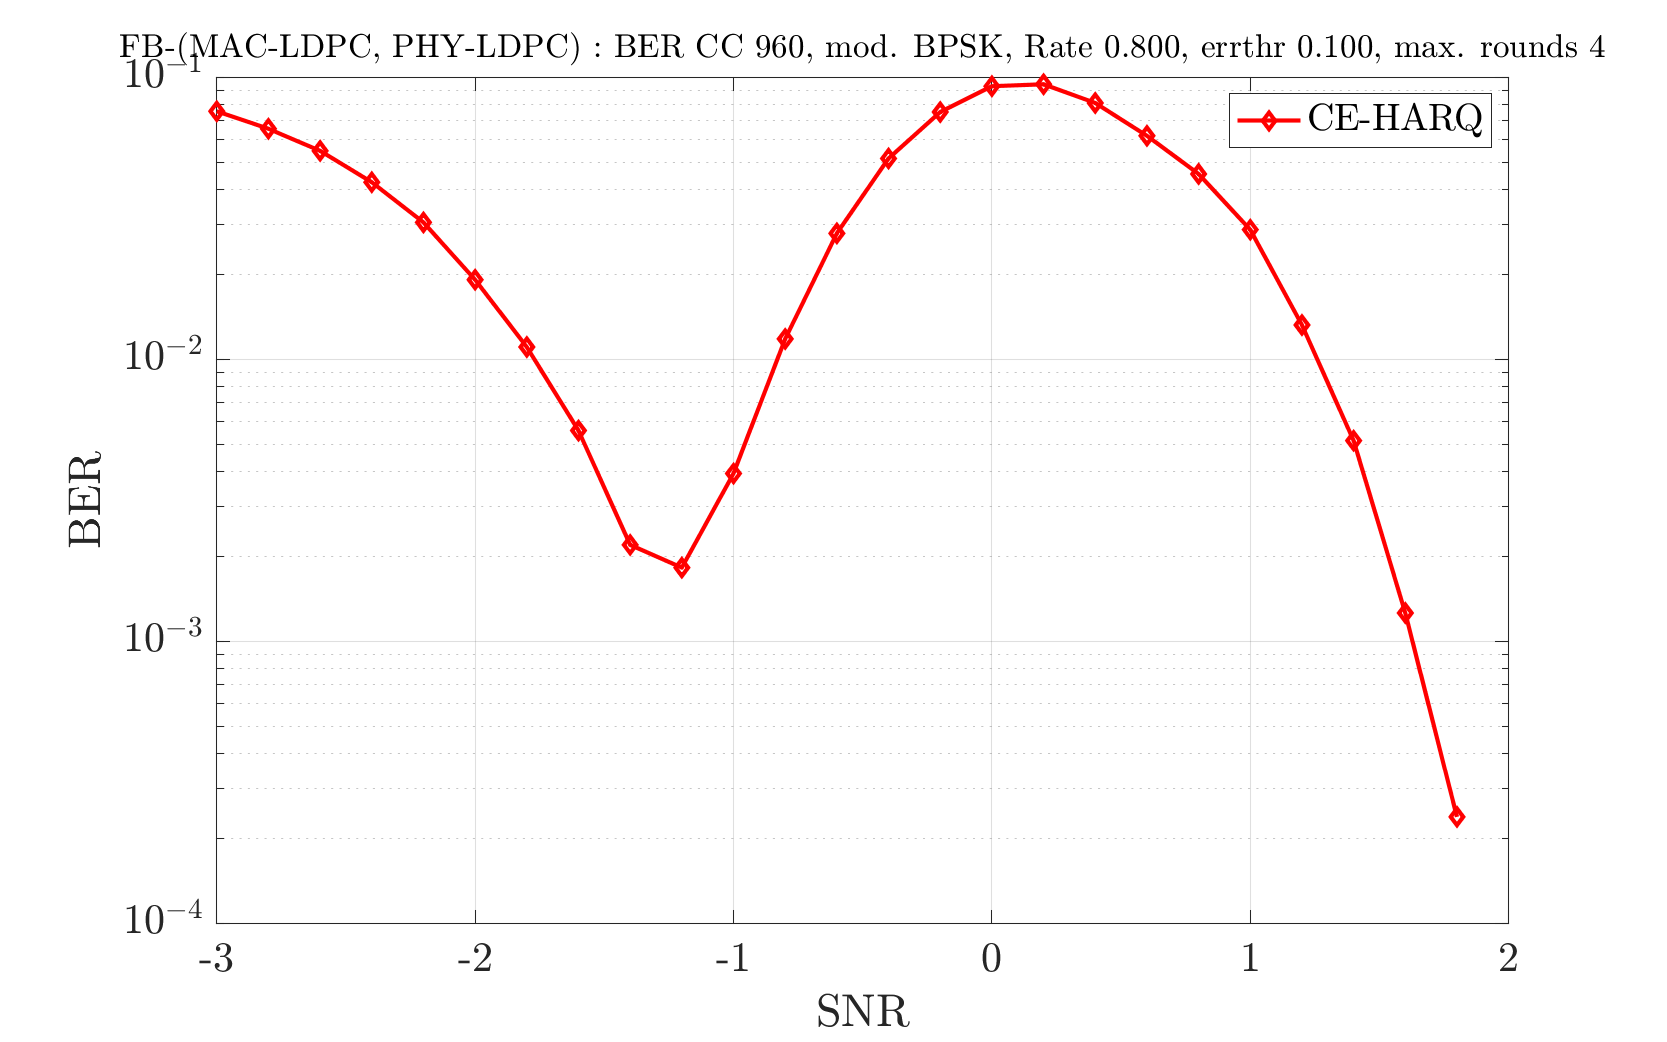 FB-(MAC-LDPC, PHY-LDPC) : BER CC 960, mod. BPSK, Rate 0.800, errthr 0.100, max. rounds 4
10^{-1}
CE-HARQ
10^{-2}
BER
10^{-3}
10^{-4}
-3 -2 -1 0 1 2
SNR